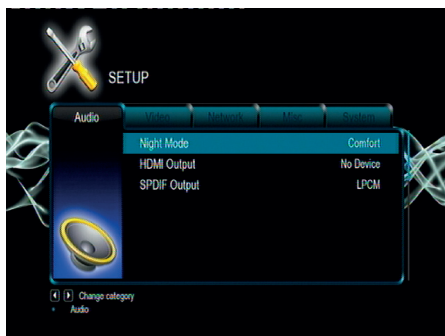 SETUP
Audio Video Network Misc System
Night Mode Comfort
HDMI Output No Device
SPDIF Output LPCM
Change category
Audio